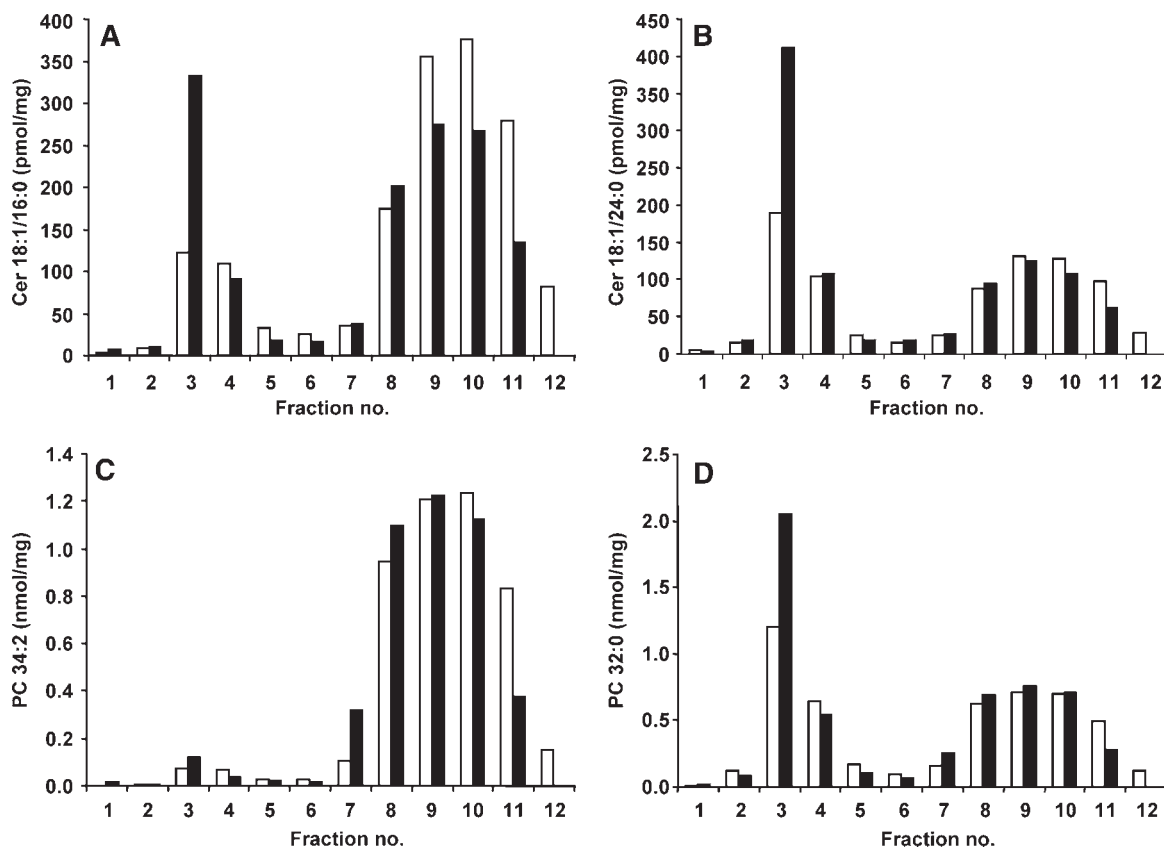 A
Cer 18:1/16:0 (pmol/mg)
400
350
300
250
200
150
100
50
0
1 2 3 4 5 6 7 8 9 10 11 12
Fraction no.
B
Cer 18:1/24:0 (pmol/mg)
450
400
350
300
250
200
150
100
50
0
1 2 3 4 5 6 7 8 9 10 11 12
Fraction no.
C
PC 34:2 (nmol/mg)
1.4
1.2
1.0
0.8
0.6
0.4
0.2
0.0
1 2 3 4 5 6 7 8 9 10 11 12
Fraction no.
D
PC 32:0 (nmol/mg)
2.5
2.0
1.5
1.0
0.5
0.0
1 2 3 4 5 6 7 8 9 10 11 12
Fraction no.